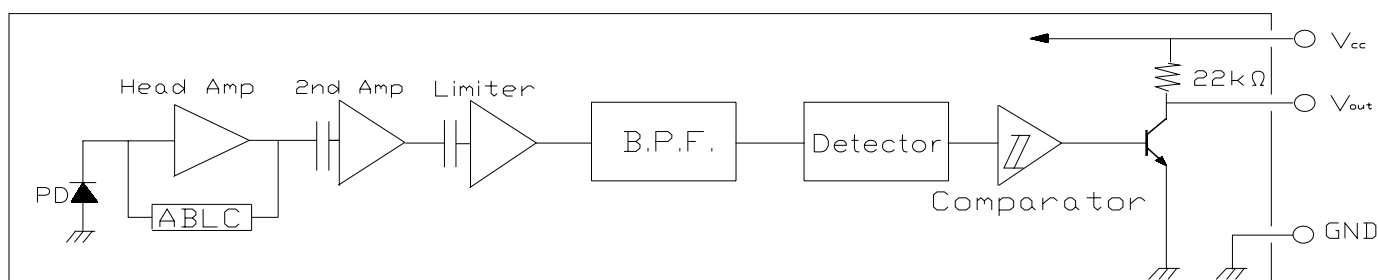 Head Amp
2nd Amp
Limiter
B.P.F.
Detector
Comparator
PD
ABLC
Vcc
22kΩ
Vout
GND